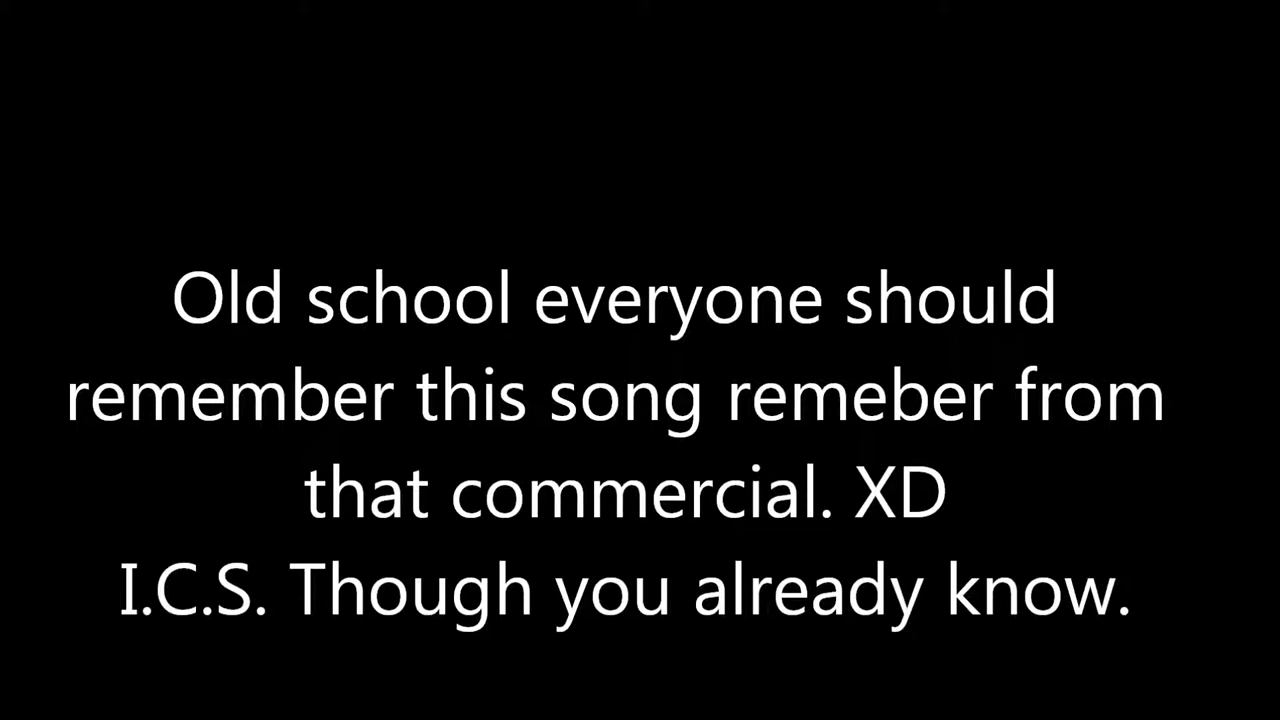 Old school everyone should
remember this song remeber from
that commercial. XD
I.C.S. Though you already know.